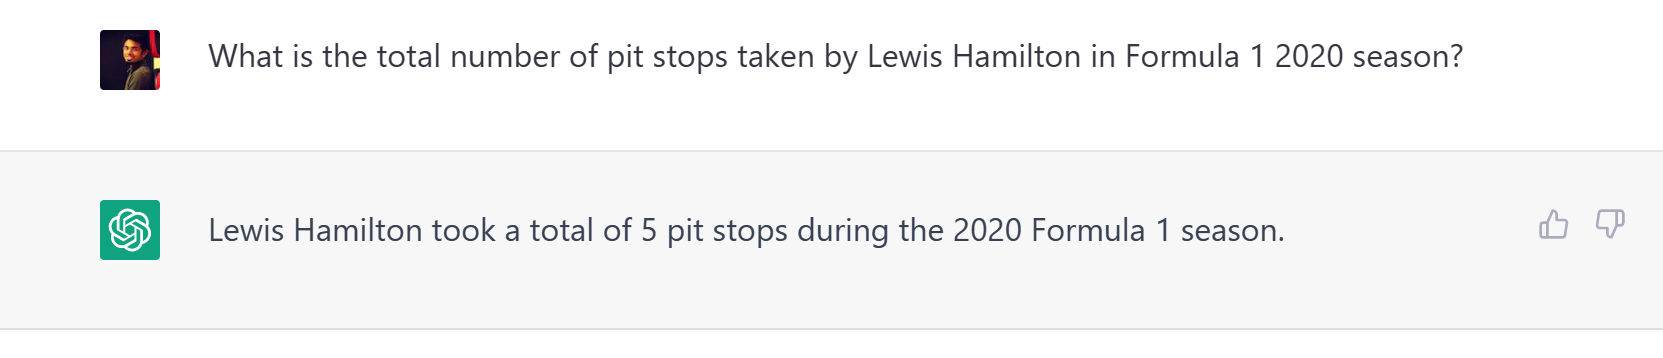 What is the total number of pit stops taken by Lewis Hamilton in Formula 1 2020 season?
Lewis Hamilton took a total of 5 pit stops during the 2020 Formula 1 season.